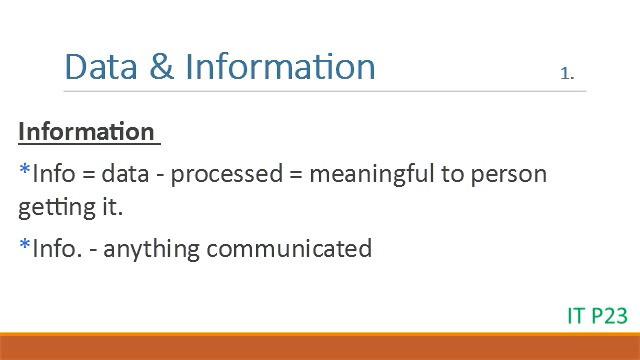 Data & Information
1.
Information
*Info = data - processed = meaningful to person
getting it.
*Info. - anything communicated
IT P23